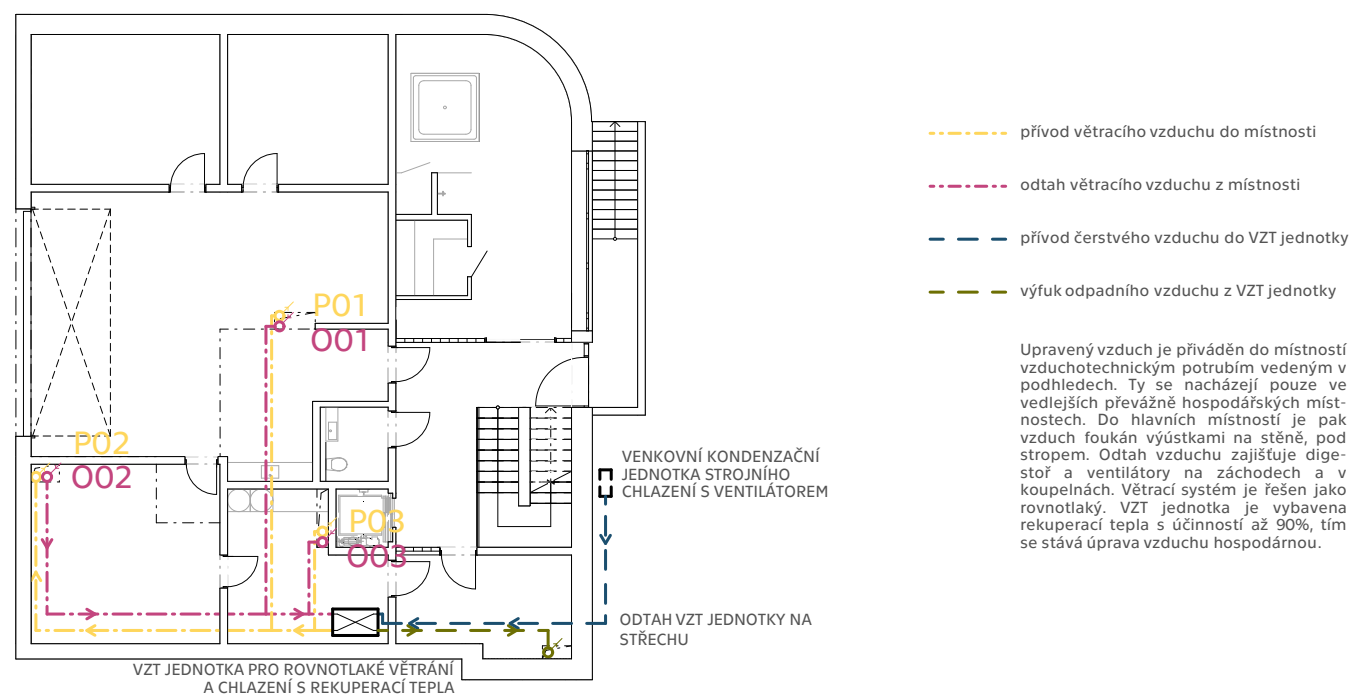 P01
O01
P02
O02
P03
O03
VENKOVNÍ KONDENZAČNÍ
JEDNOTKA STROJNÍHO
CHLAZENÍ S VENTILÁTOREM
ODTAH VZT JEDNOTKY NA
STŘECHU
VZT JEDNOTKA PRO ROVNOTLAKÉ VĚTRÁNÍ
A CHLAZENÍ S REKUPERACÍ TEPLA
přívod větracího vzduchu do místnosti
odtah větracího vzduchu z místnosti
přívod čerstvého vzduchu do VZT jednotky
výfuk odpadního vzduchu z VZT jednotky
Upravený vzduch je přiváděn do místností
vzduchotechnickým potrubím vedeným v
podhledech. Ty se nacházejí pouze ve
vedlejších převážně hospodářských míst-
nostech. Do hlavních místností je pak
vzduch foukán výústkami na stěně, pod
stropem. Odtah vzduchu zajišťuje dige-
stoř a ventilátory na záchodech a v
koupelnách. Větrací systém je řešen jako
rovnotlaký. VZT jednotka je vybavena
rekuperací tepla s účinností až 90%, tím
se stává úprava vzduchu hospodárnou.